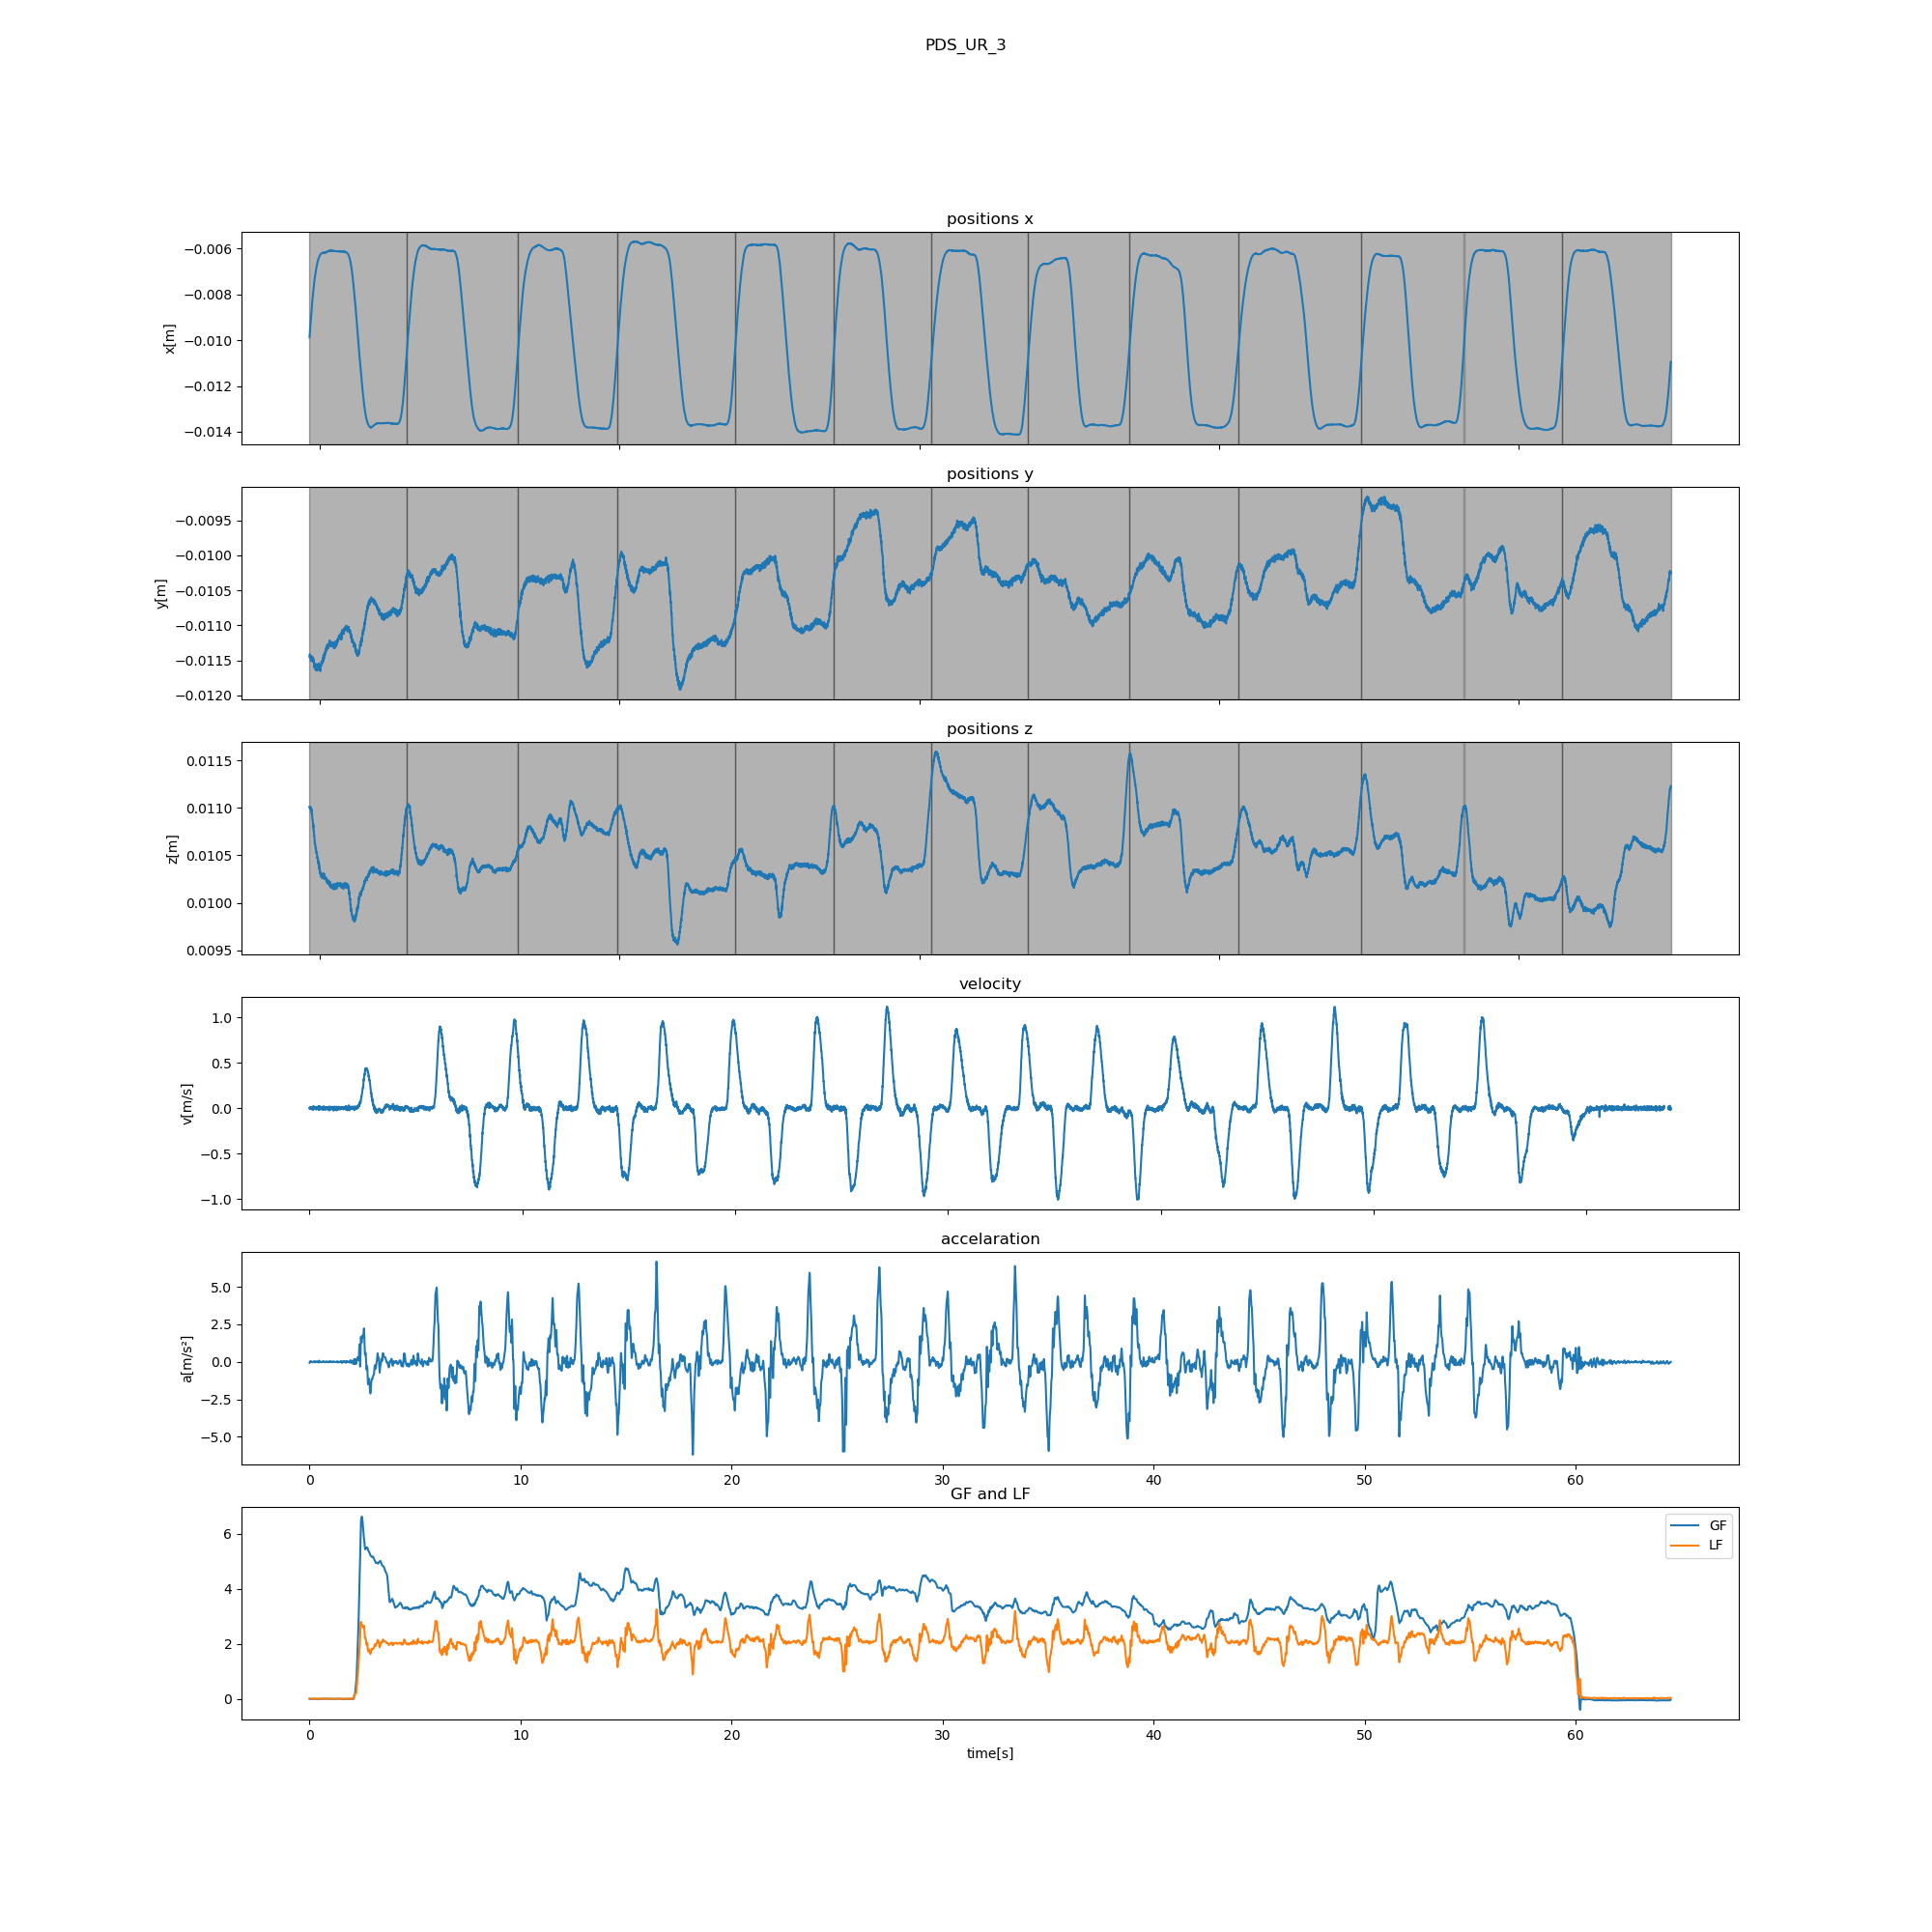 PDS_UR_3
positions x
−0.006
−0.008
−0.010
−0.012
−0.014
x[m]
positions y
−0.0095
−0.0100
−0.0105
−0.0110
−0.0115
−0.0120
y[m]
positions z
0.0115
0.0110
0.0105
0.0100
0.0095
z[m]
velocity
1.0
0.5
0.0
−0.5
−1.0
v[m/s]
accelaration
5.0
2.5
0.0
−2.5
−5.0
a[m/s²]
0 10 20 30 40 50 60
GF and LF
6
4
2
0
GF
LF
0 10 20 30 40 50 60
time[s]